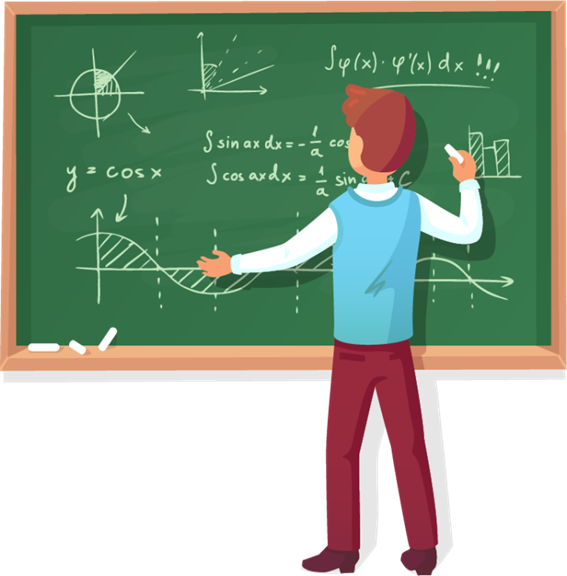 ∫φ(x)·φ'(x) dx !!!
∫sin ax dx = -1/a cos
∫cos ax dx = 1/a sin C
y = cos x